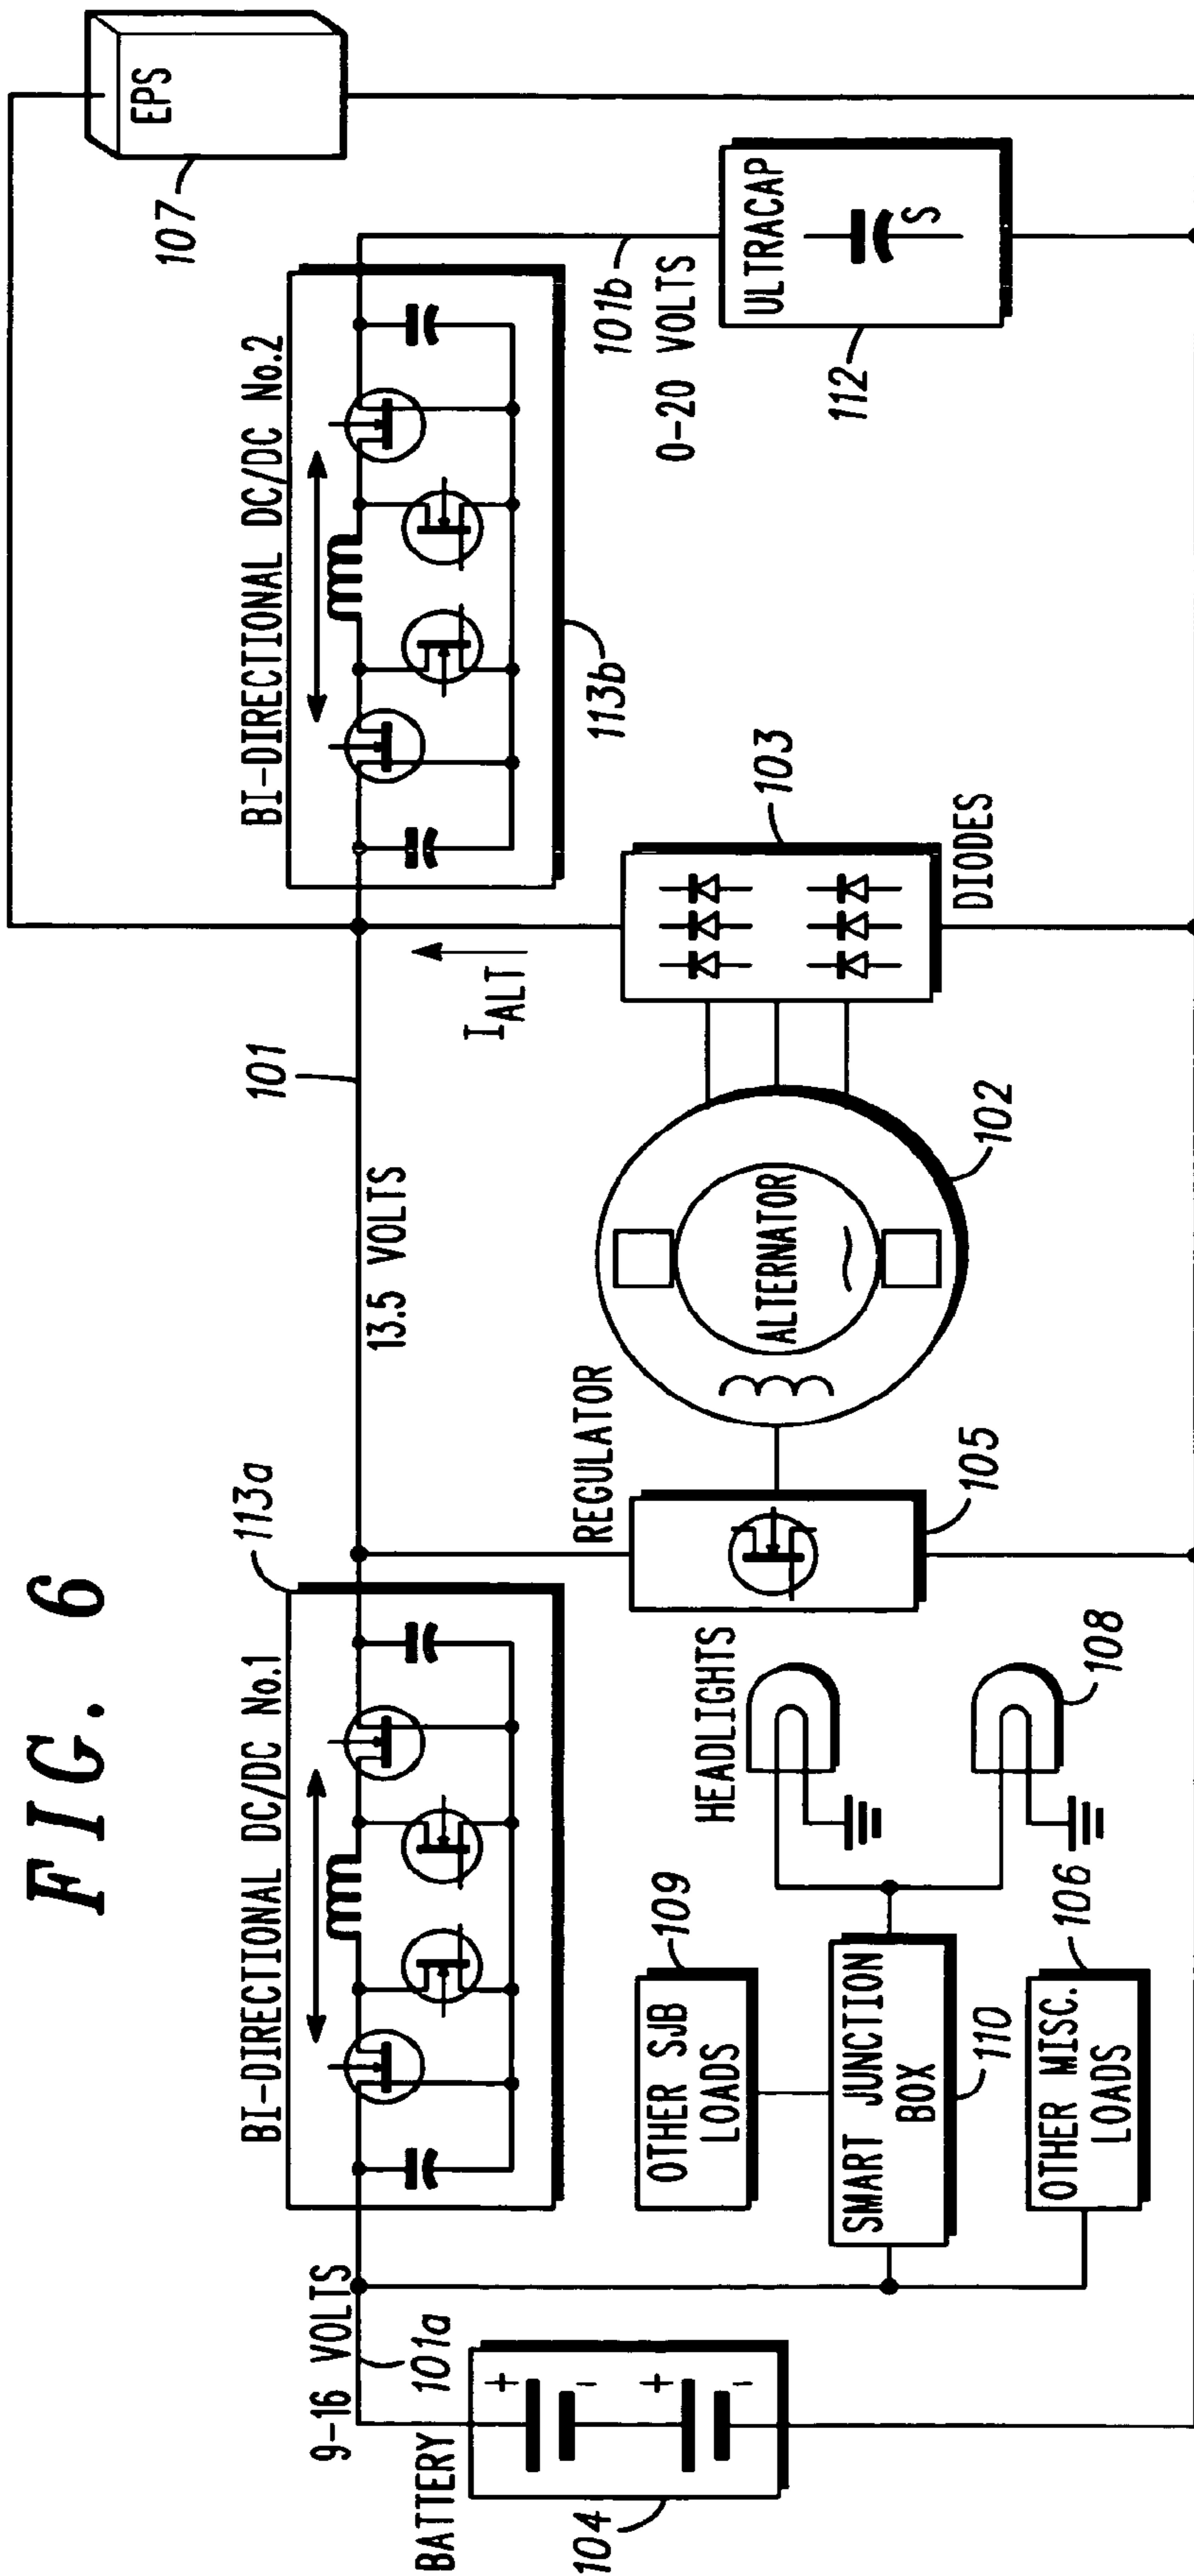 FIG. 6
BI-DIRECTIONAL DC/DC No.1
113a
BI-DIRECTIONAL DC/DC No.2
113b
EPS
107
9-16 VOLTS
101a
13.5 VOLTS
101
I ALT
101b
0-20 VOLTS
BATTERY
+
-
+
-
104
OTHER SJB
LOADS
109
SMART JUNCTION
BOX
110
OTHER MISC.
LOADS
106
HEADLIGHTS
108
REGULATOR
105
ALTERNATOR
102
103
DIODES
ULTRACAP
S
112